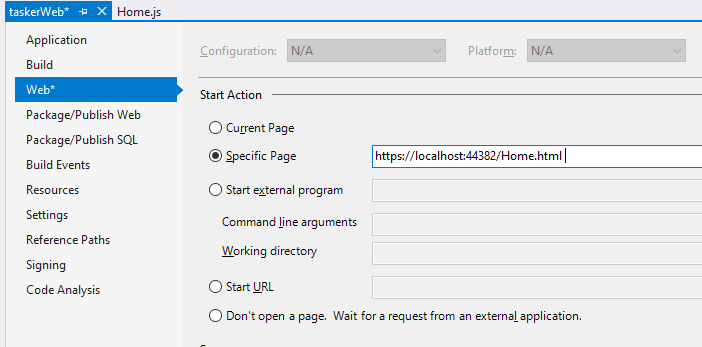 taskerWeb*
Home.js
Application
Build
Web*
Package/Publish Web
Package/Publish SQL
Build Events
Resources
Settings
Reference Paths
Signing
Code Analysis
Configuration: N/A Platform: N/A
Start Action
Current Page
Specific Page https://localhost:44382/Home.html
Start external program
Command line arguments
Working directory
Start URL
Don't open a page. Wait for a request from an external application.